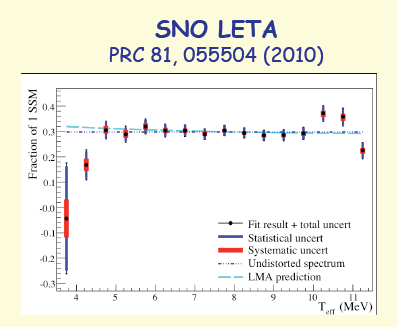 SNO LETA
PRC 81, 055504 (2010)
Fraction of 1 SSM
0.4
0.3
0.2
0.1
-0.0
-0.1
-0.2
-0.3
Fit result + total uncert
Statistical uncert
Systematic uncert
Undistorted spectrum
LMA prediction
4 5 6 7 8 9 10 11
T_eff (MeV)